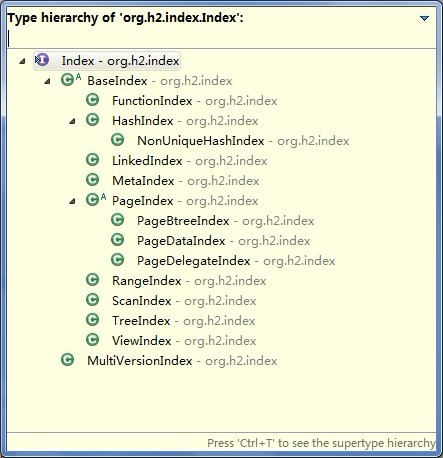 Type hierarchy of 'org.h2.index.Index':
Index - org.h2.index
BaseIndex - org.h2.index
FunctionIndex - org.h2.index
HashIndex - org.h2.index
NonUniqueHashIndex - org.h2.index
LinkedIndex - org.h2.index
MetaIndex - org.h2.index
PageIndex - org.h2.index
PageBtreeIndex - org.h2.index
PageDataIndex - org.h2.index
PageDelegateIndex - org.h2.index
RangeIndex - org.h2.index
ScanIndex - org.h2.index
TreeIndex - org.h2.index
ViewIndex - org.h2.index
MultiVersionIndex - org.h2.index
Press 'Ctrl+T' to see the supertype hierarchy